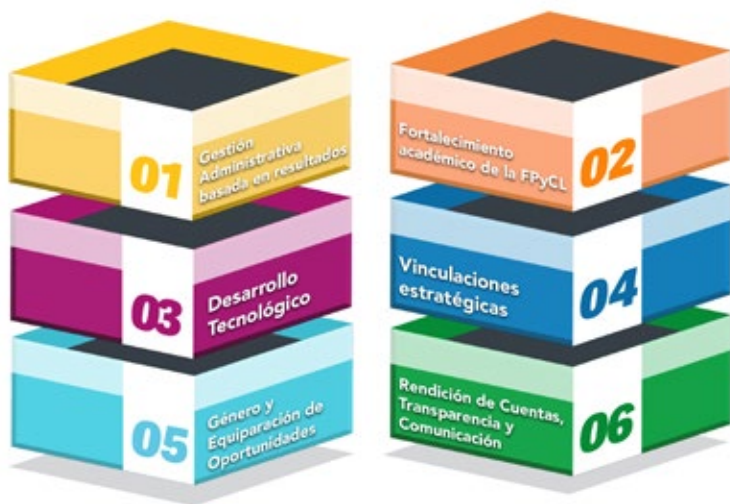 01
Gestión
Administrativa
basada en resultados
Fortalecimiento
académico de la FPyCL
02
03
Desarrollo
Tecnológico
Vinculaciones
estratégicas
04
05
Género y
Equiparación de
Oportunidades
Rendición de Cuentas,
Transparencia y
Comunicación
06